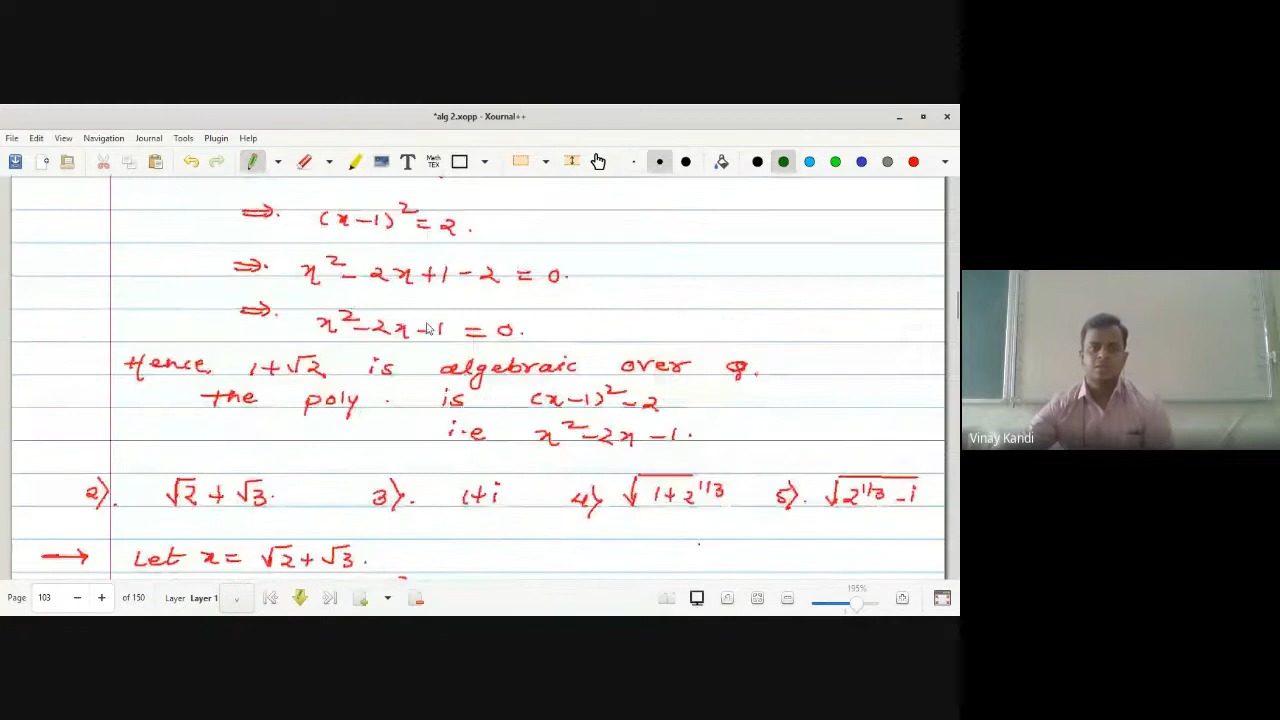 *alg 2.xopp - Xournal++
File Edit View Navigation Journal Tools Plugin Help
⇒. (x-1)² = 2.
⇒. x² - 2x + 1 - 2 = 0.
⇒. x² - 2x - 1 = 0.
Hence 1+√2 is algebraic over Q.
the poly. is (x-1)² - 2
i.e x² - 2x - 1.
2). √2 + √3. 3). 1+i 4) √(1+2^1/3) 5). √(2^1/3 - i)
→ Let x = √2 + √3.
Page 103 of 150 Layer Layer 1 195%
Vinay Kandi